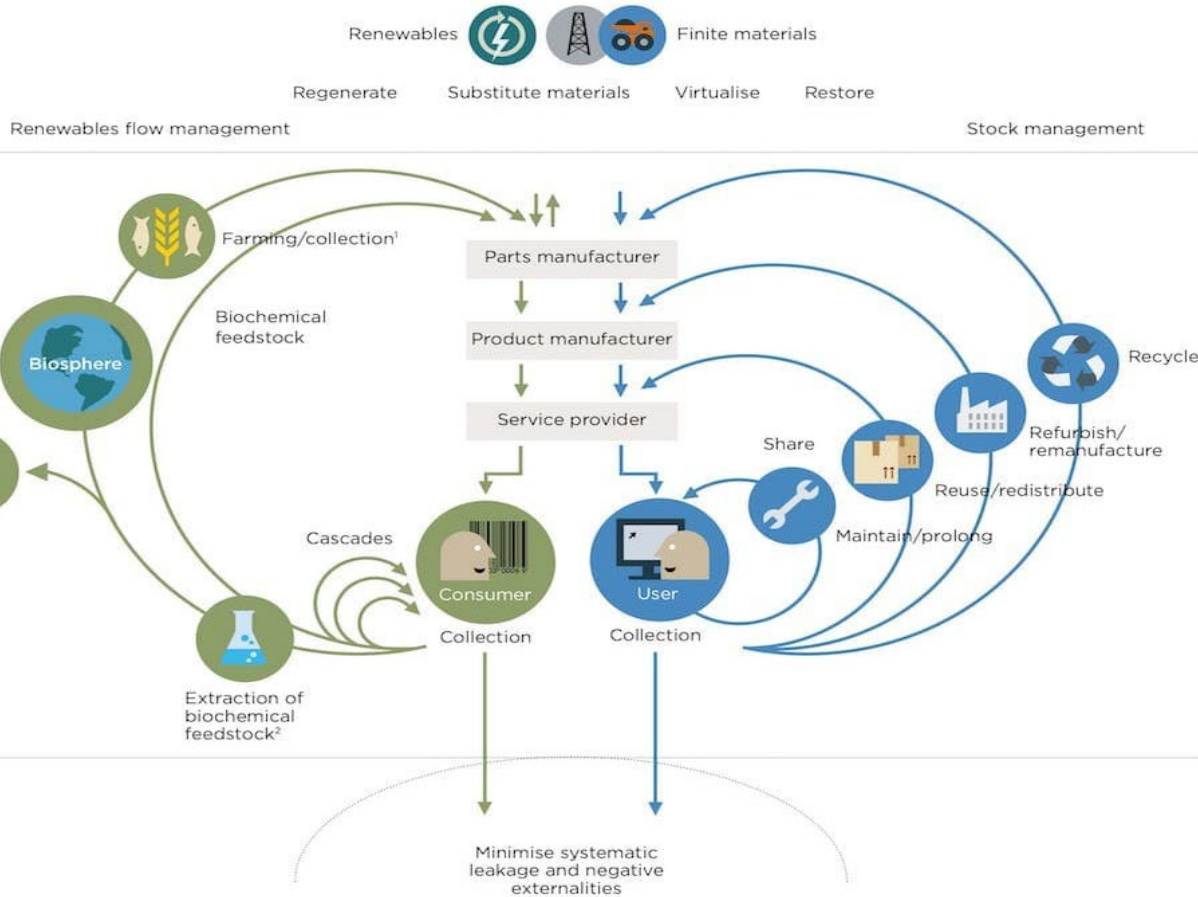 Renewables
Finite materials
Regenerate
Substitute materials
Virtualise
Restore
Renewables flow management
Stock management
Farming/collection¹
Parts manufacturer
Biochemical
feedstock
Product manufacturer
Biosphere
Recycle
Service provider
Share
Refurbish/
remanufacture
Reuse/redistribute
Cascades
Maintain/prolong
Consumer
User
Collection
Collection
Extraction of
biochemical
feedstock²
Minimise systematic
leakage and negative
externalities